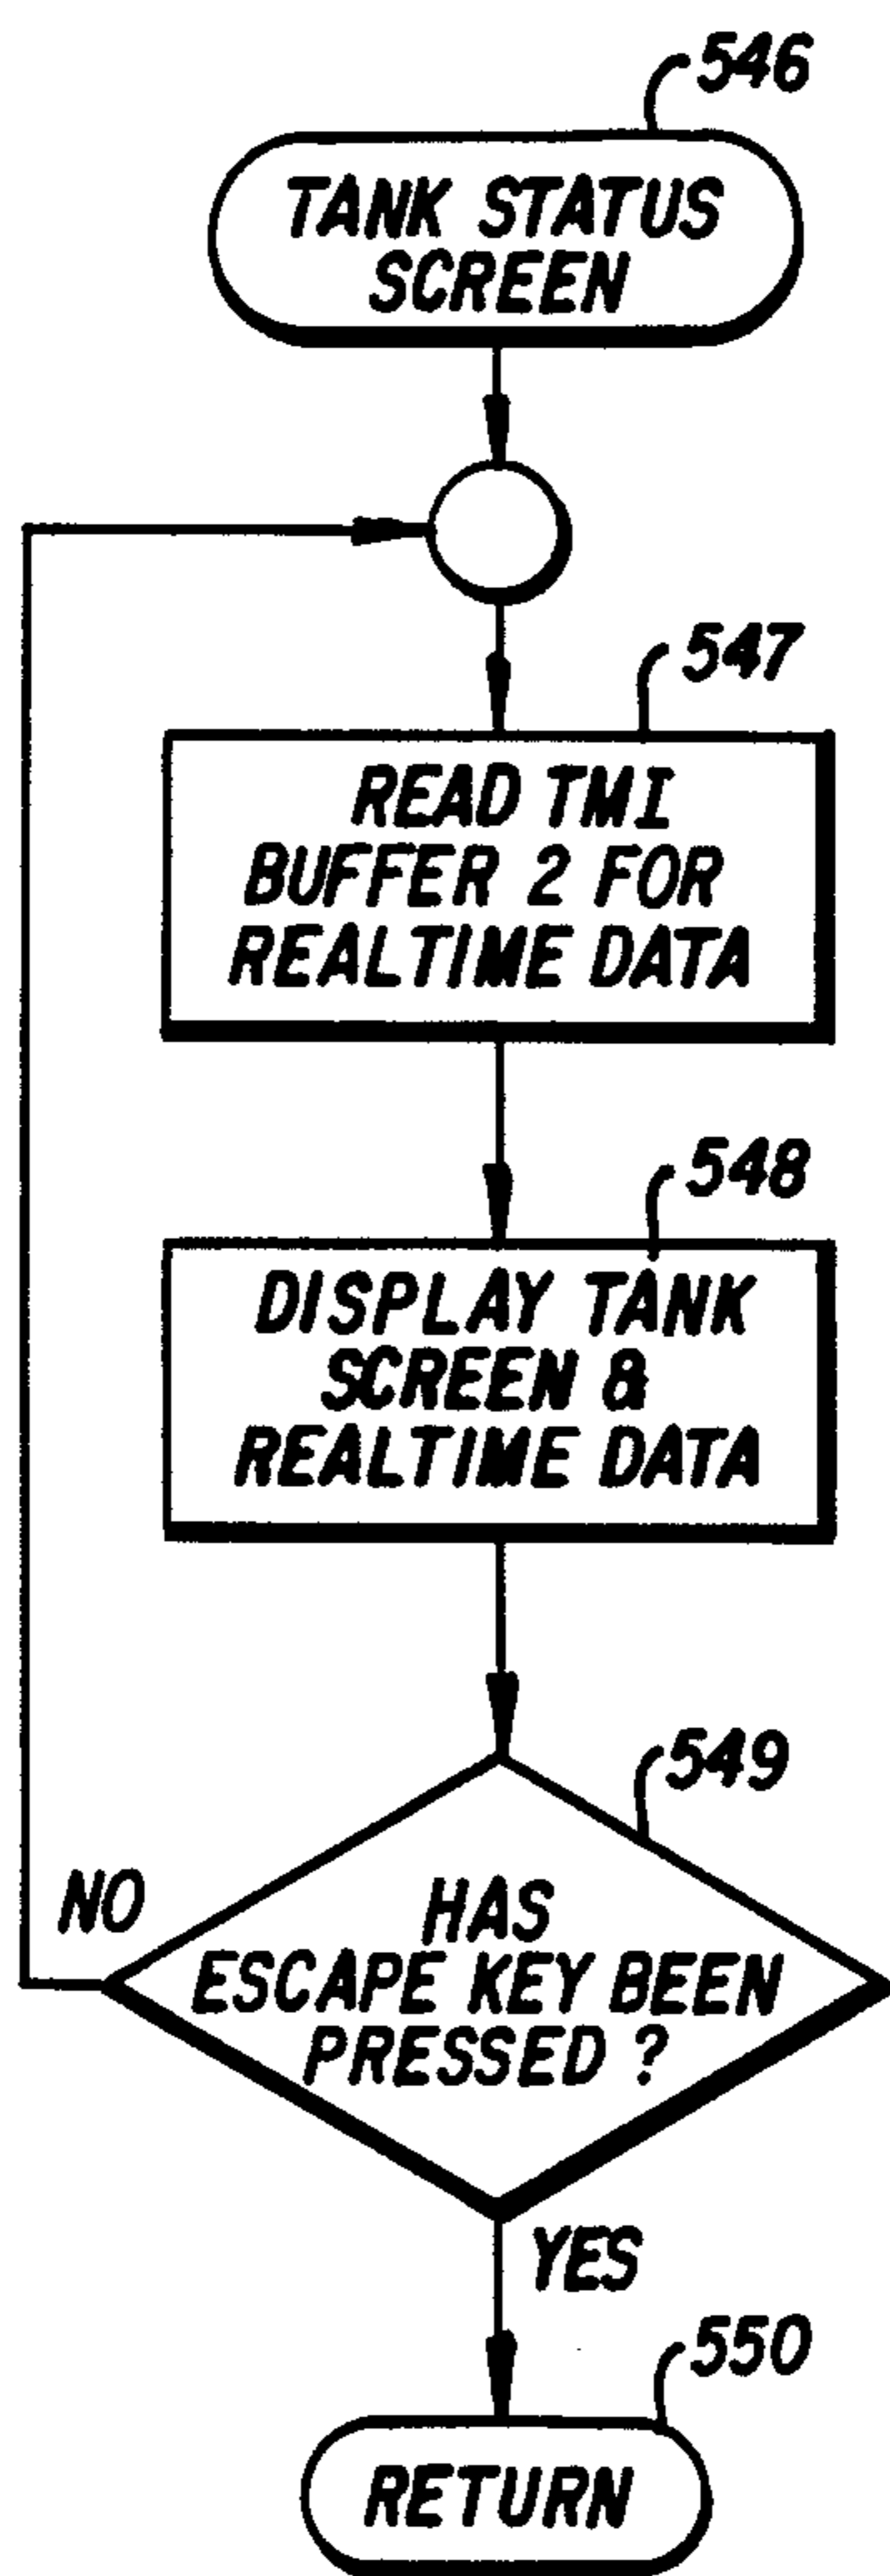 546
TANK STATUS
SCREEN
547
READ TMI
BUFFER 2 FOR
REALTIME DATA
548
DISPLAY TANK
SCREEN &
REALTIME DATA
549
NO
HAS
ESCAPE KEY BEEN
PRESSED ?
YES
550
RETURN